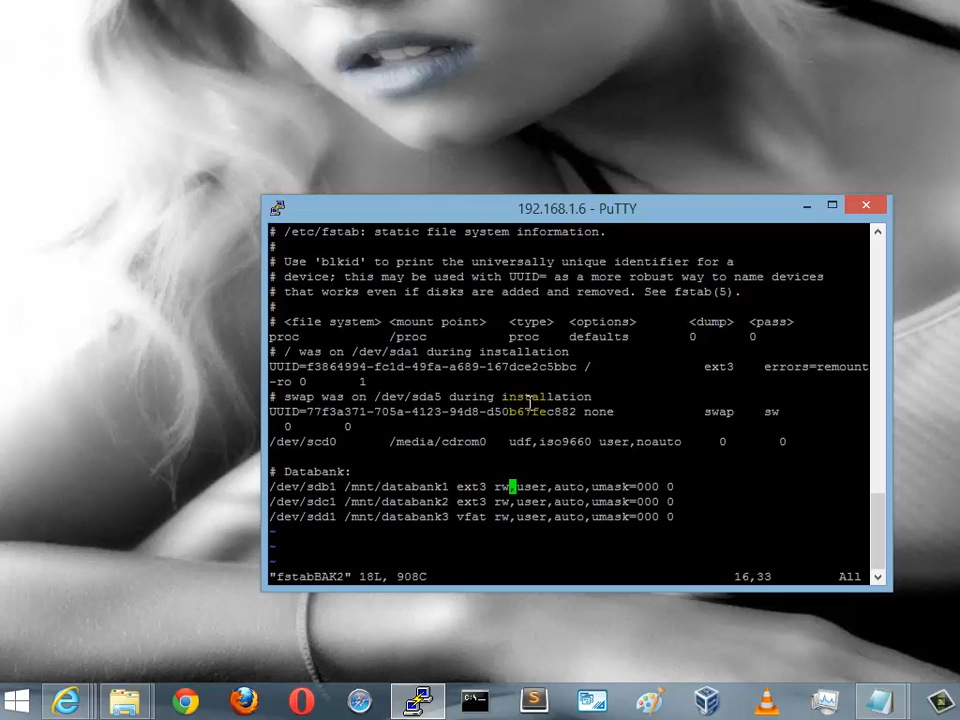 192.168.1.6 - PuTTY
# /etc/fstab: static file system information.
#
# Use 'blkid' to print the universally unique identifier for a
# device; this may be used with UUID= as a more robust way to name devices
# that works even if disks are added and removed. See fstab(5).
#
# <file system> <mount point>   <type>  <options>       <dump>  <pass>
proc            /proc           proc    defaults        0       0
# / was on /dev/sda1 during installation
UUID=f3864994-fc1d-49fa-a689-167dce2c5bbc /               ext3    errors=remount
-ro 0       1
# swap was on /dev/sda5 during installation
UUID=77f3a371-705a-4123-94d8-d50b67fec882 none            swap    sw
  0       0
/dev/scd0       /media/cdrom0   udf,iso9660 user,noauto     0       0
# Databank:
/dev/sdb1 /mnt/databank1 ext3 rw,user,auto,umask=000 0
/dev/sdc1 /mnt/databank2 ext3 rw,user,auto,umask=000 0
/dev/sdd1 /mnt/databank3 vfat rw,user,auto,umask=000 0
~
~
~
"fstabBAK2" 18L, 908C                                         16,33         All